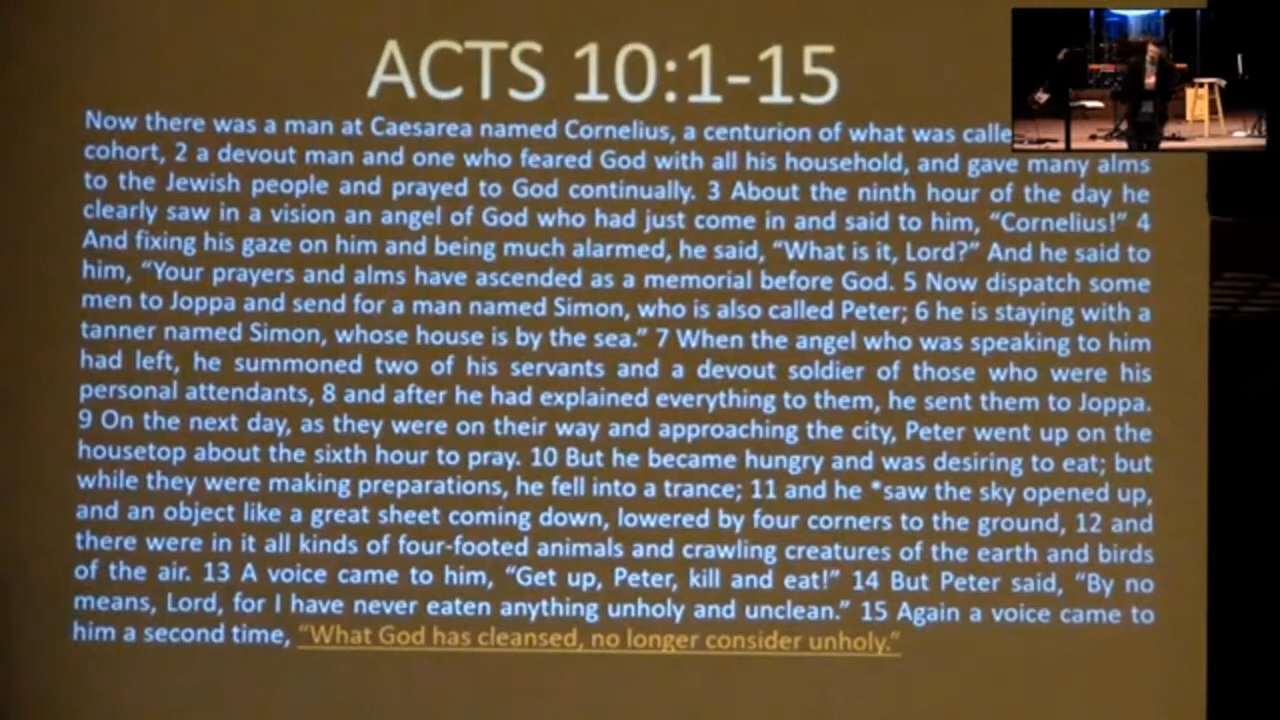 ACTS 10:1-15
Now there was a man at Caesarea named Cornelius, a centurion of what was calle
cohort, 2 a devout man and one who feared God with all his household, and gave many alms
to the Jewish people and prayed to God continually. 3 About the ninth hour of the day he
clearly saw in a vision an angel of God who had just come in and said to him, “Cornelius!” 4
And fixing his gaze on him and being much alarmed, he said, “What is it, Lord?” And he said to
him, “Your prayers and alms have ascended as a memorial before God. 5 Now dispatch some
men to Joppa and send for a man named Simon, who is also called Peter; 6 he is staying with a
tanner named Simon, whose house is by the sea.” 7 When the angel who was speaking to him
had left, he summoned two of his servants and a devout soldier of those who were his
personal attendants, 8 and after he had explained everything to them, he sent them to Joppa.
9 On the next day, as they were on their way and approaching the city, Peter went up on the
housetop about the sixth hour to pray. 10 But he became hungry and was desiring to eat; but
while they were making preparations, he fell into a trance; 11 and he *saw the sky opened up,
and an object like a great sheet coming down, lowered by four corners to the ground, 12 and
there were in it all kinds of four-footed animals and crawling creatures of the earth and birds
of the air. 13 A voice came to him, “Get up, Peter, kill and eat!” 14 But Peter said, “By no
means, Lord, for I have never eaten anything unholy and unclean.” 15 Again a voice came to
him a second time, “What God has cleansed, no longer consider unholy.”